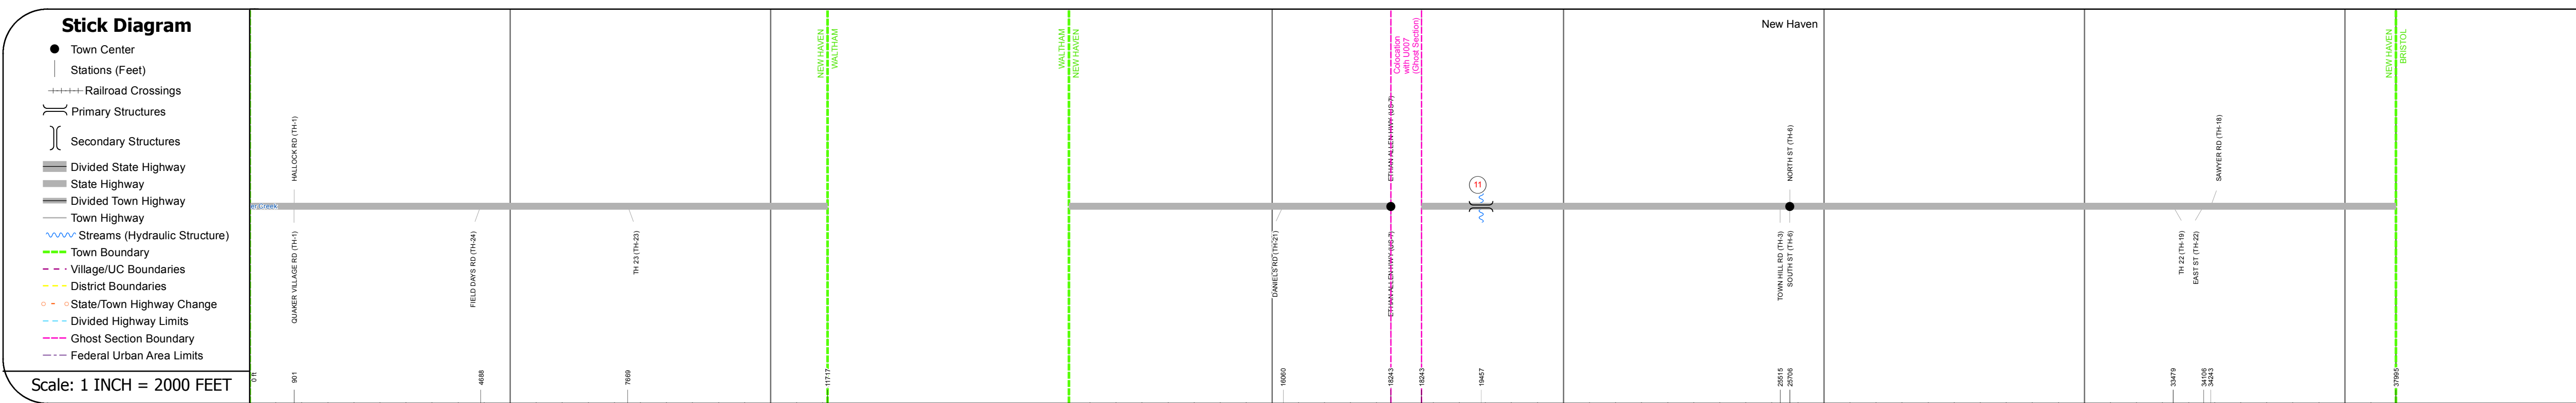 Stick Diagram
Town Center
Stations (Feet)
Railroad Crossings
Primary Structures
Secondary Structures
Divided State Highway
State Highway
Divided Town Highway
Town Highway
Streams (Hydraulic Structure)
Town Boundary
Village/UC Boundaries
District Boundaries
State/Town Highway Change
Divided Highway Limits
Ghost Section Boundary
Federal Urban Area Limits
Scale: 1 INCH = 2000 FEET
NEW HAVEN
WALTHAM
WALTHAM
NEW HAVEN
Colocation
with U007
(Ghost Section)
New Haven
NEW HAVEN
BRISTOL
HALLOCK RD (TH-1)
ETHAN ALLEN HWY (US-7)
NORTH ST (TH-6)
SAWYER RD (TH-18)
er Creek
11
QUAKER VILLAGE RD (TH-1)
FIELD DAYS RD (TH-24)
TH 23 (TH-23)
DANIELS RD (TH-21)
ETHAN ALLEN HWY (US-7)
TOWN HILL RD (TH-3)
SOUTH ST (TH-6)
TH 22 (TH-19)
EAST ST (TH-22)
0 ft
901
4688
7669
11717
16060
18243
18243
19457
25515
25706
33479
34106
34243
37995